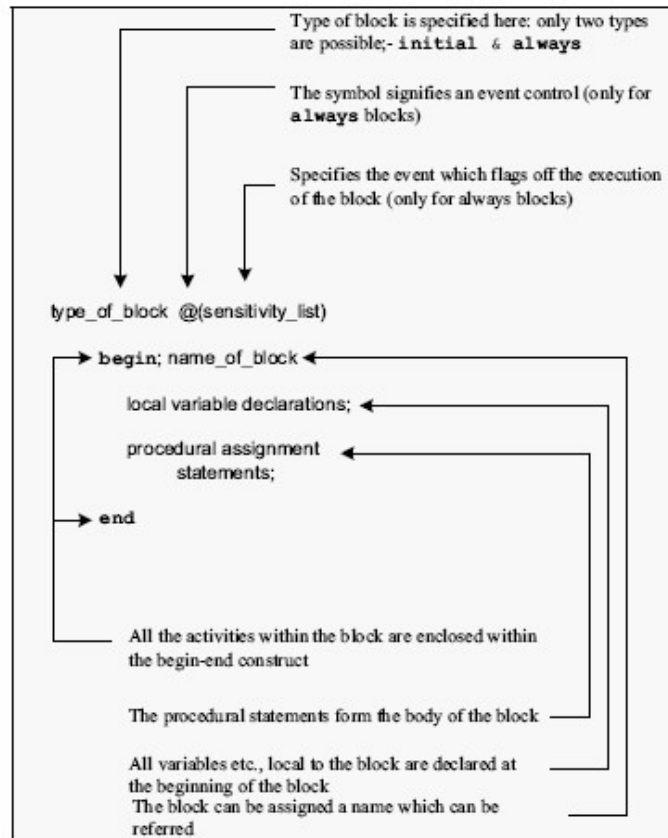 Type of block is specified here: only two types
are possible;- initial & always
The symbol signifies an event control (only for
always blocks)
Specifies the event which flags off the execution
of the block (only for always blocks)
type_of_block @(sensitivity_list)
begin; name_of_block
local variable declarations;
procedural assignment
statements;
end
All the activities within the block are enclosed within
the begin-end construct
The procedural statements form the body of the block
All variables etc., local to the block are declared at
the beginning of the block
The block can be assigned a name which can be
referred